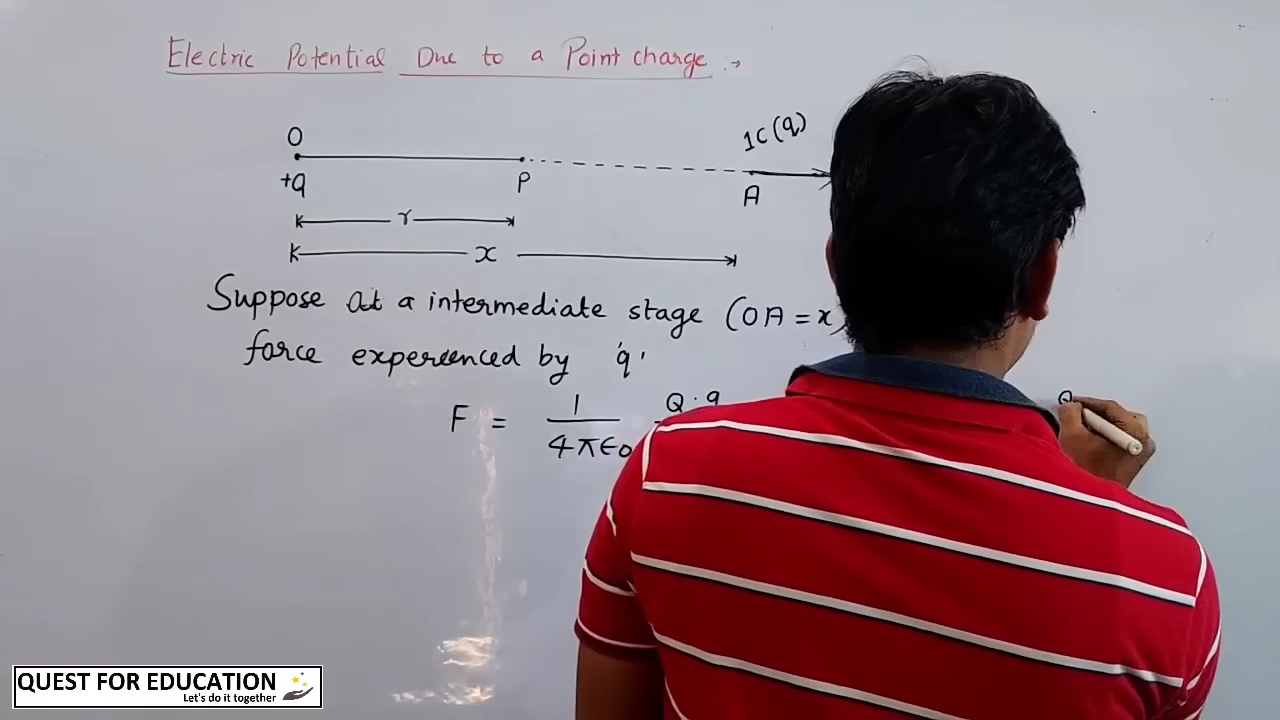 Electric Potential Due to a Point charge :→
O
1C (q)
+Q
P
A
r
x
Suppose at a intermediate stage (OA = x)
force experienced by 'q'
F = 1 Q . q
4πϵ0
QUEST FOR EDUCATION
Let's do it together